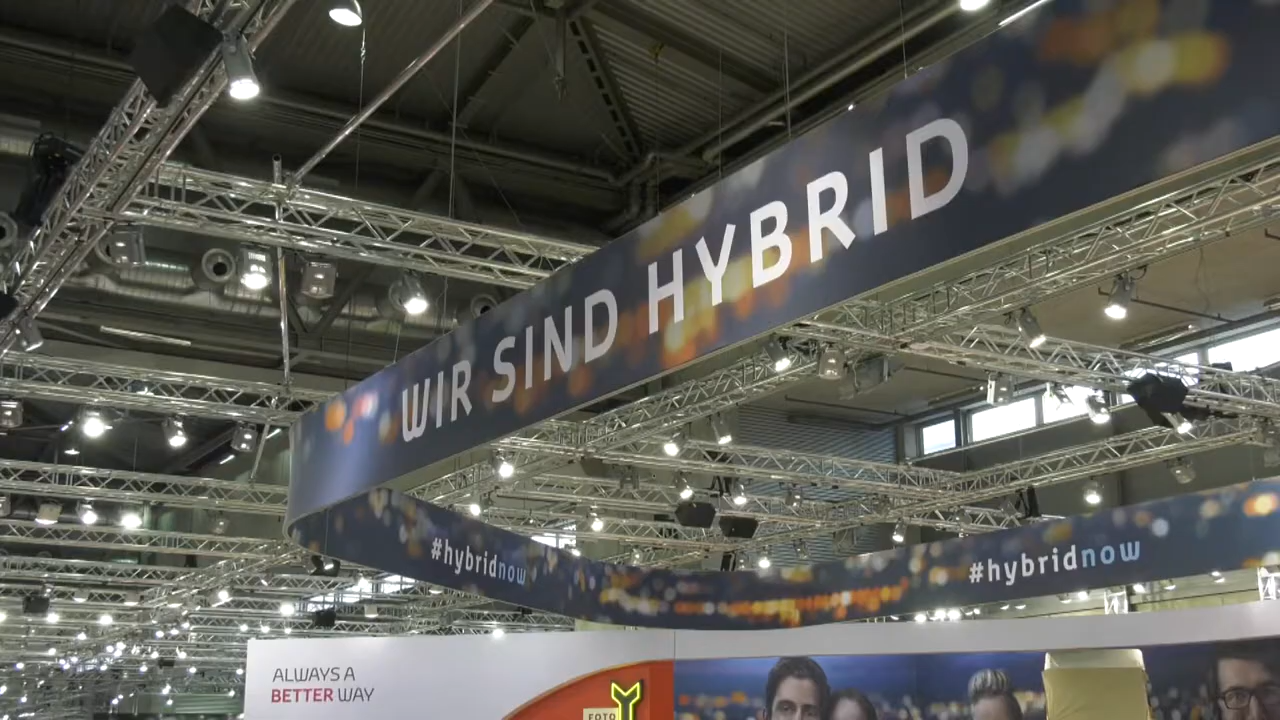 WIR SIND HYBRID
#hybridnow
#hybridnow
ALWAYS A
BETTER WAY
FOTO